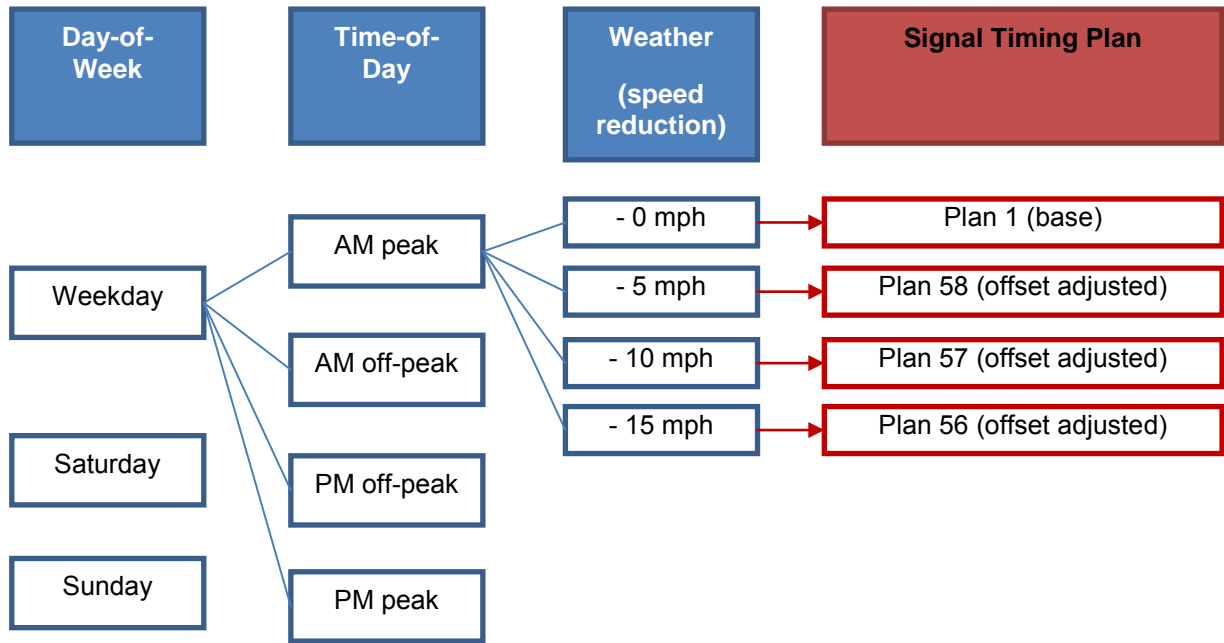 Day-of-
Week
Time-of-
Day
Weather
(speed
reduction)
Signal Timing Plan
Weekday
Saturday
Sunday
AM peak
AM off-peak
PM off-peak
PM peak
- 0 mph
- 5 mph
- 10 mph
- 15 mph
Plan 1 (base)
Plan 58 (offset adjusted)
Plan 57 (offset adjusted)
Plan 56 (offset adjusted)